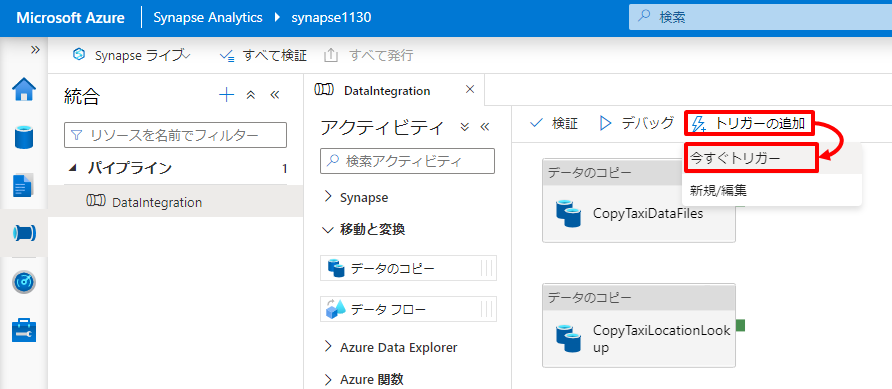 Microsoft Azure
Synapse Analytics
synapse1130
検索
Synapse ライブ
すべて検証
すべて発行
統合
DataIntegration
リソースを名前でフィルター
アクティビティ
検証
デバッグ
トリガーの追加
今すぐトリガー
新規/編集
パイプライン
1
検索アクティビティ
データのコピー
DataIntegration
Synapse
CopyTaxiDataFiles
移動と変換
データのコピー
データ フロー
データのコピー
CopyTaxiLocationLook
up
Azure Data Explorer
Azure 関数